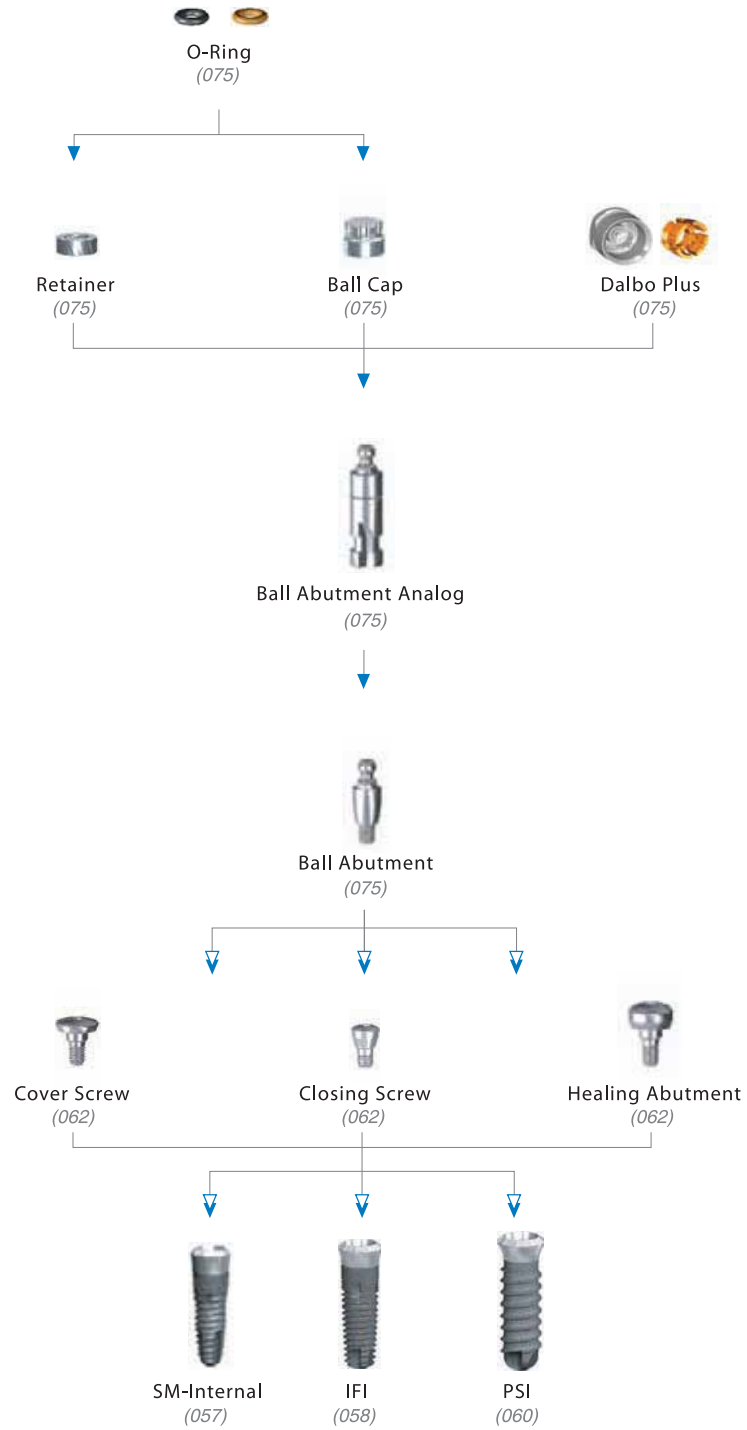 O-Ring
(075)
Retainer
(075)
Ball Cap
(075)
Dalbo Plus
(075)
Ball Abutment Analog
(075)
Ball Abutment
(075)
Cover Screw
(062)
Closing Screw
(062)
Healing Abutment
(062)
SM-Internal
(057)
IFI
(058)
PSI
(060)